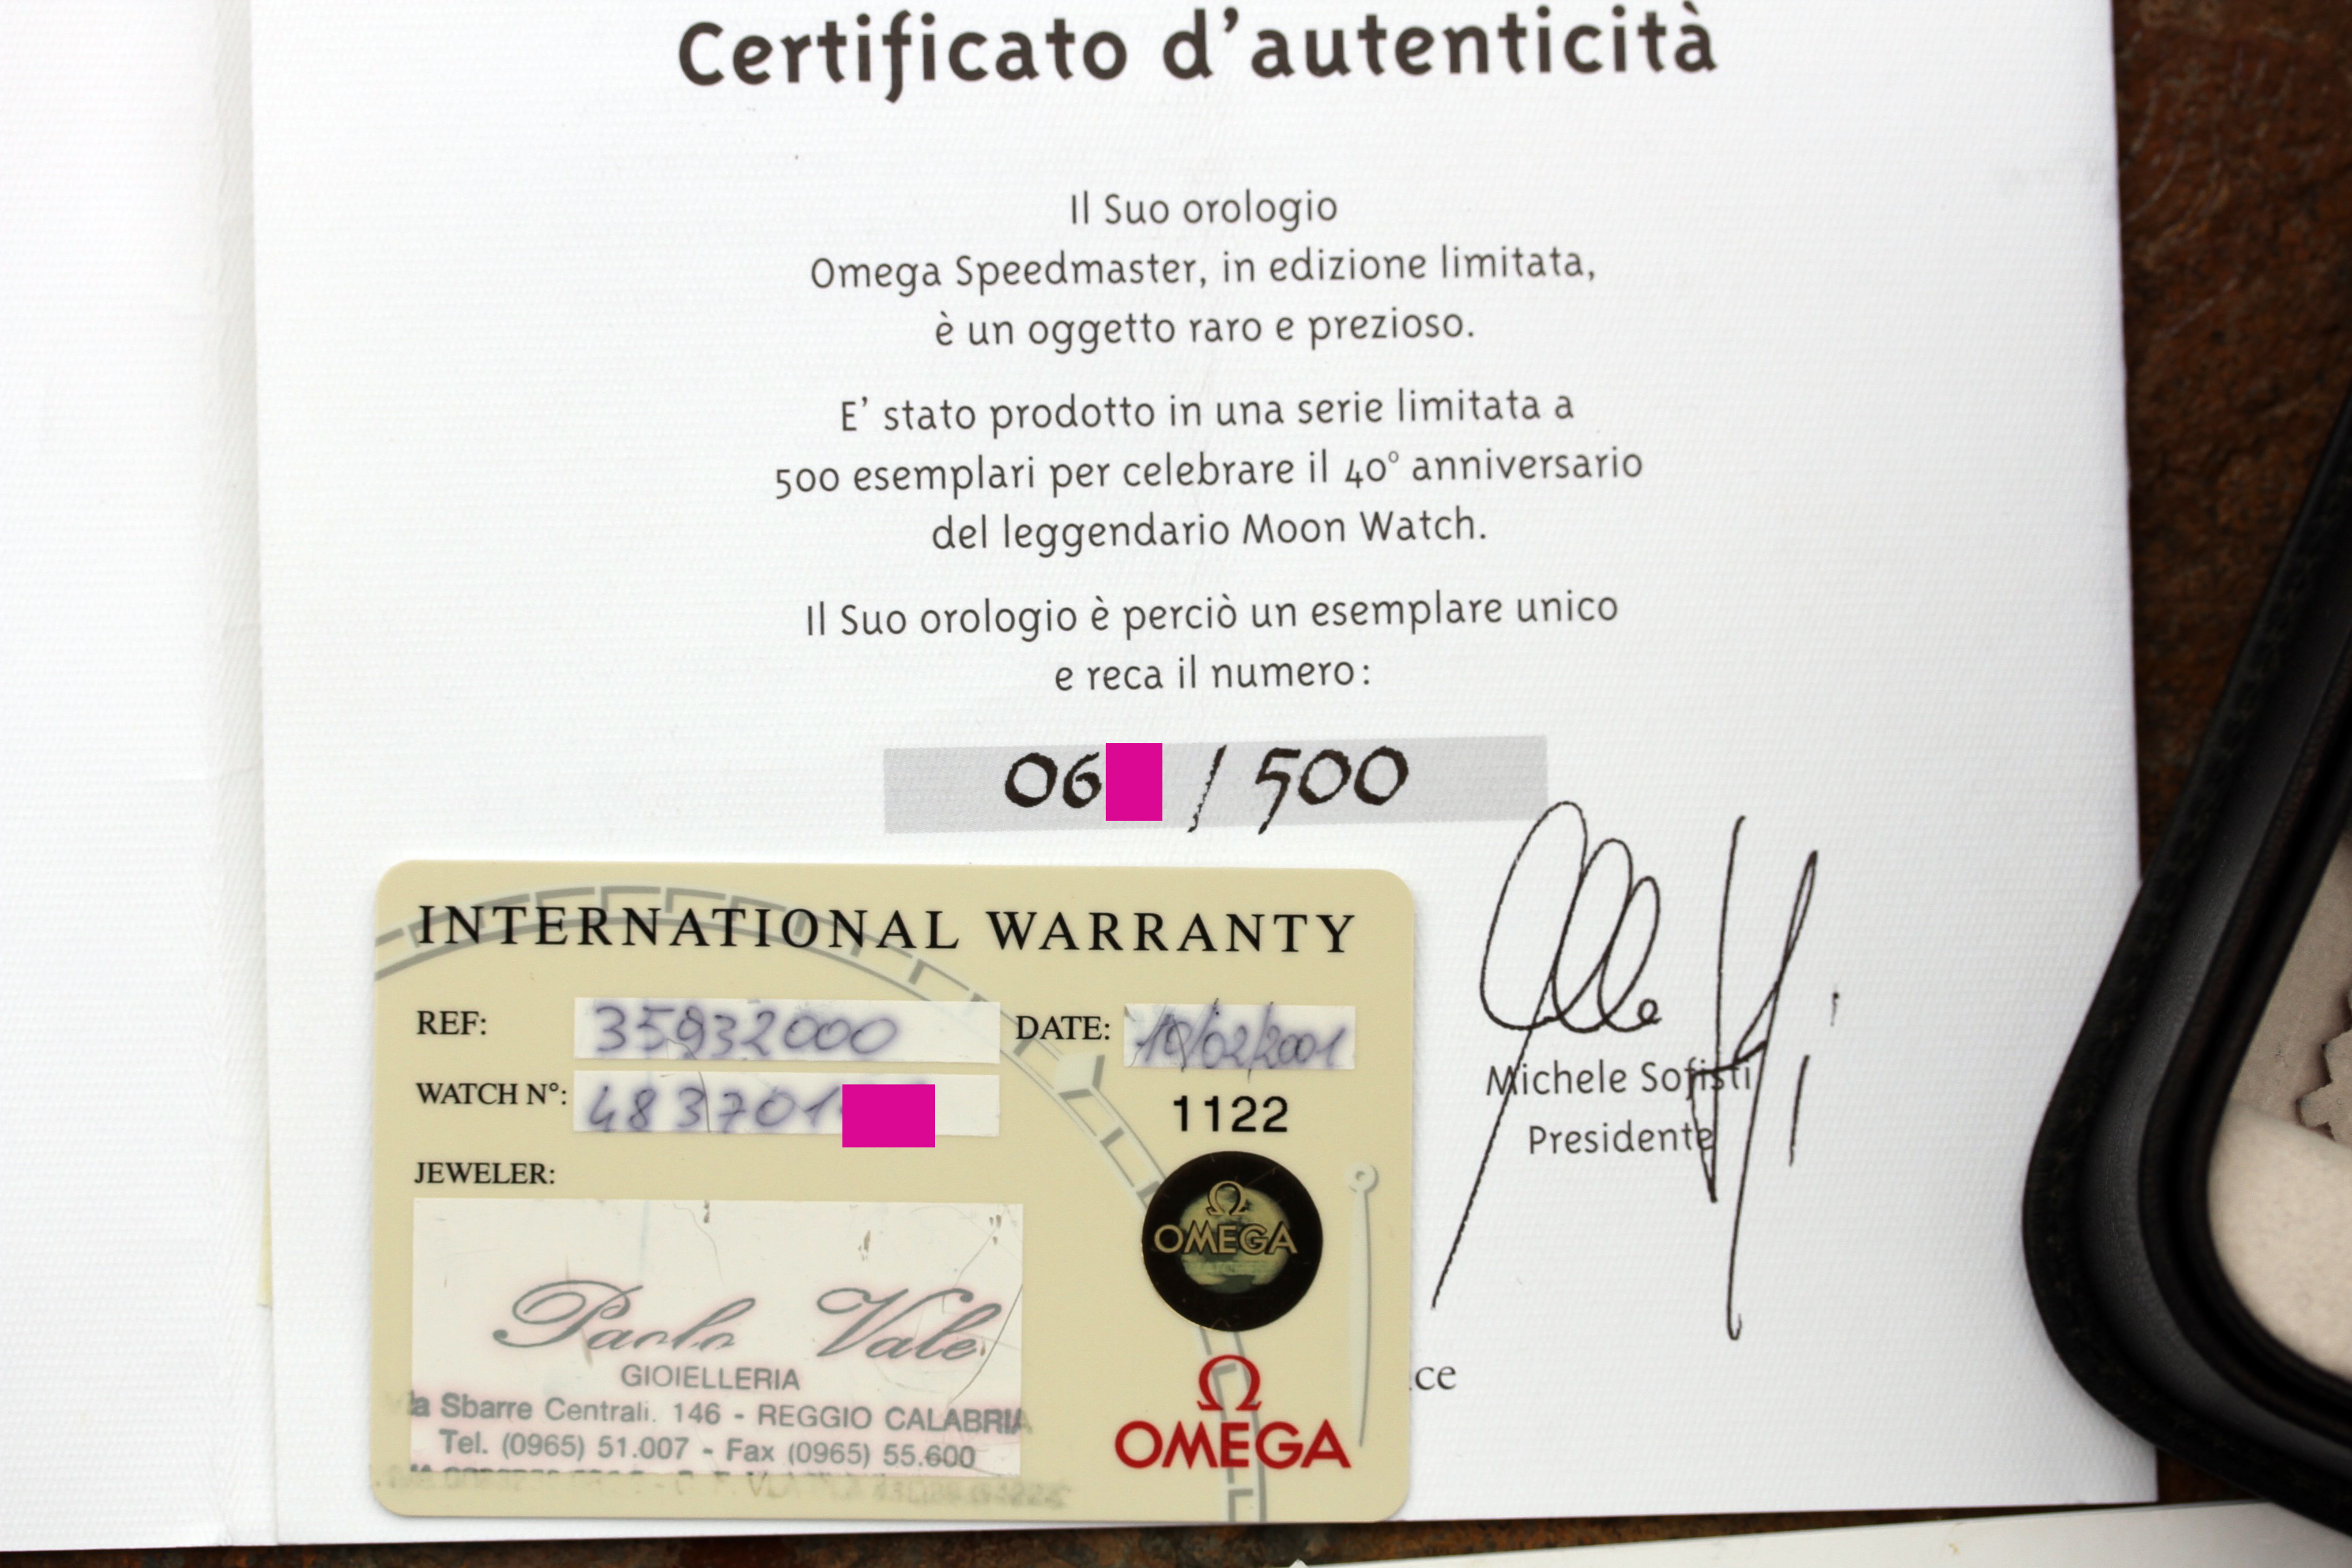 Certificato d'autenticità
Il Suo orologio
Omega Speedmaster, in edizione limitata,
è un oggetto raro e prezioso.
E' stato prodotto in una serie limitata a
500 esemplari per celebrare il 40° anniversario
del leggendario Moon Watch.
Il Suo orologio è perciò un esemplare unico
e reca il numero:
06 / 500
Michele Sofisti
Presidente
ce
INTERNATIONAL WARRANTY
REF: 35932000 DATE: 10/02/2001
WATCH N°: 483701
1122
JEWELER:
OMEGA
Paolo Vale
GIOIELLERIA
Sbarre Centrali. 146 - REGGIO CALABRIA
Tel. (0965) 51.007 - Fax (0965) 55.600
Ω
OMEGA